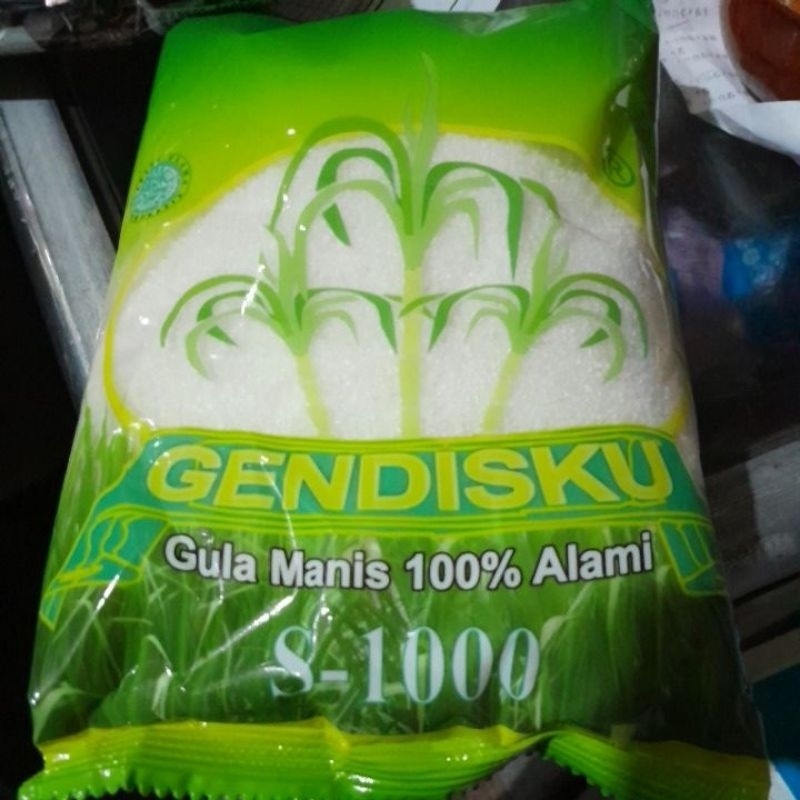 GENDISKU
Gula Manis 100% Alami
S-1000